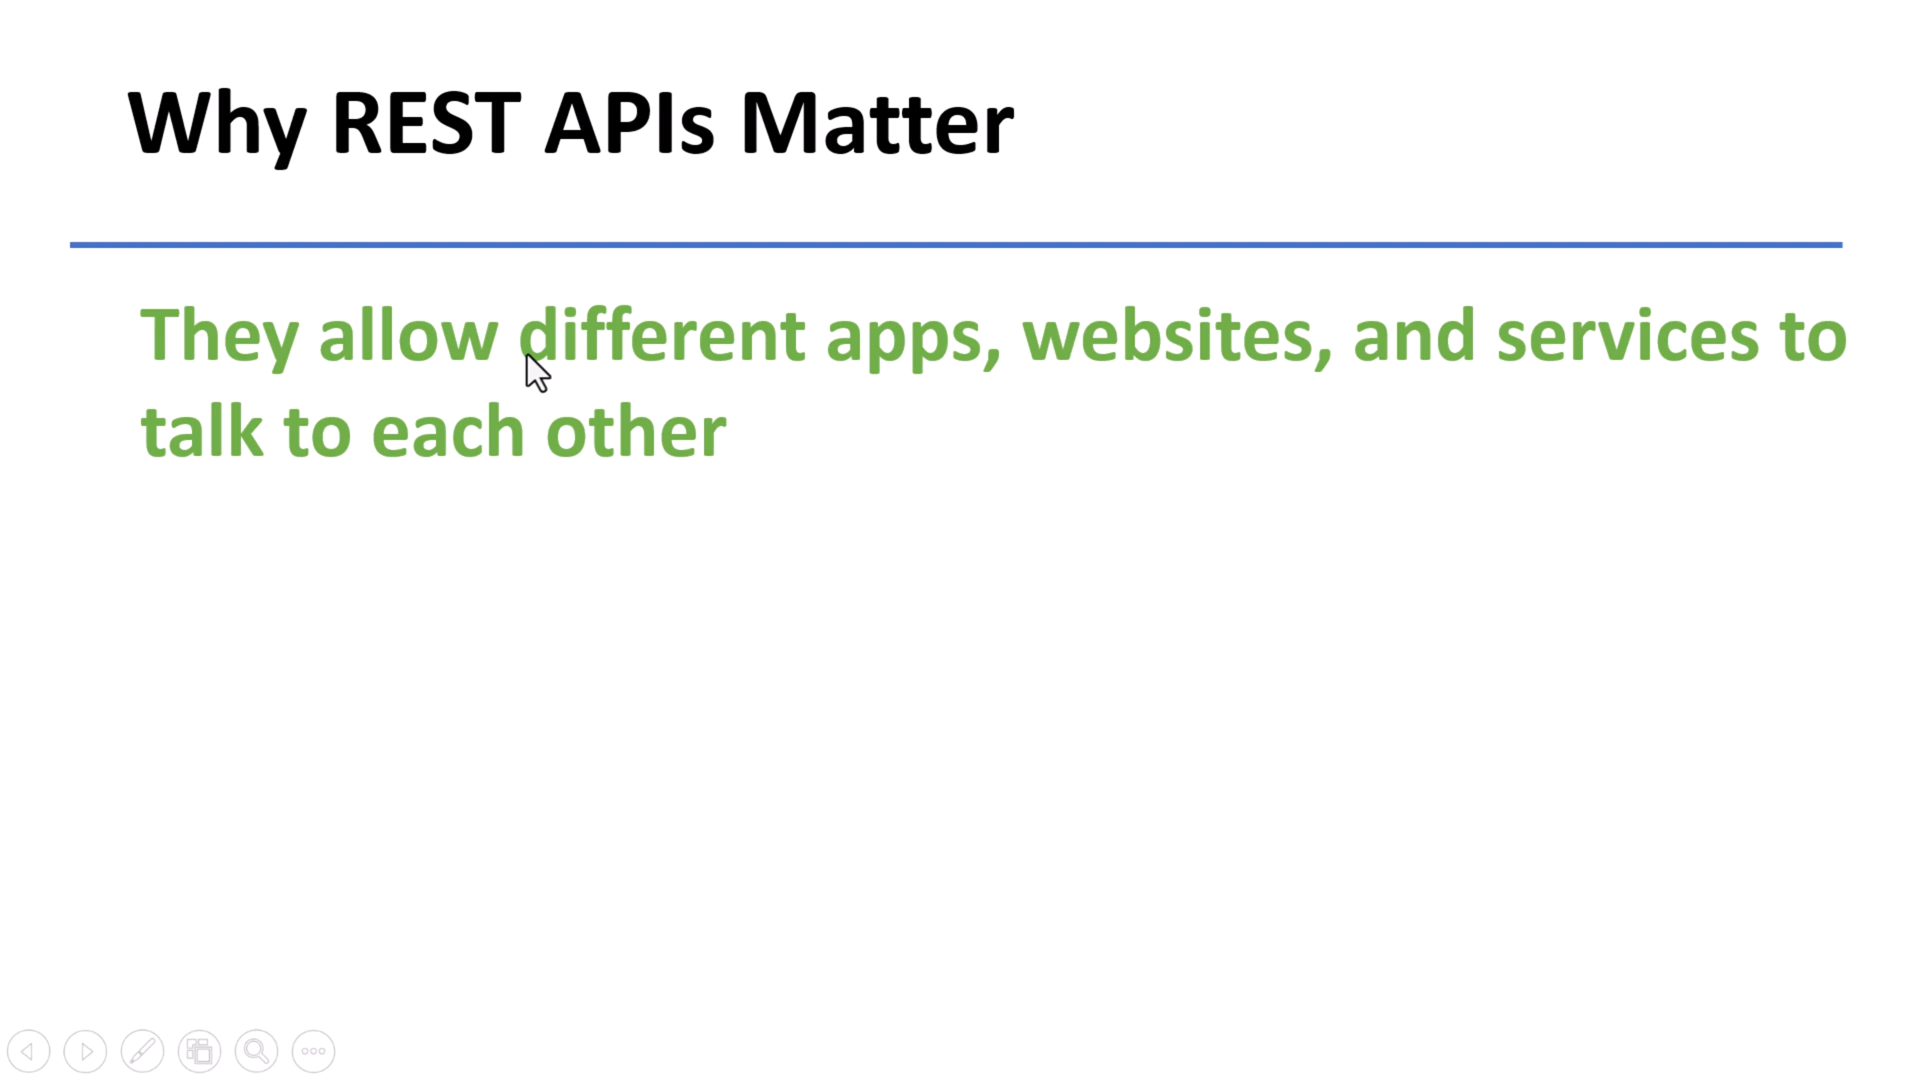 Why REST APIs Matter
They allow different apps, websites, and services to
talk to each other